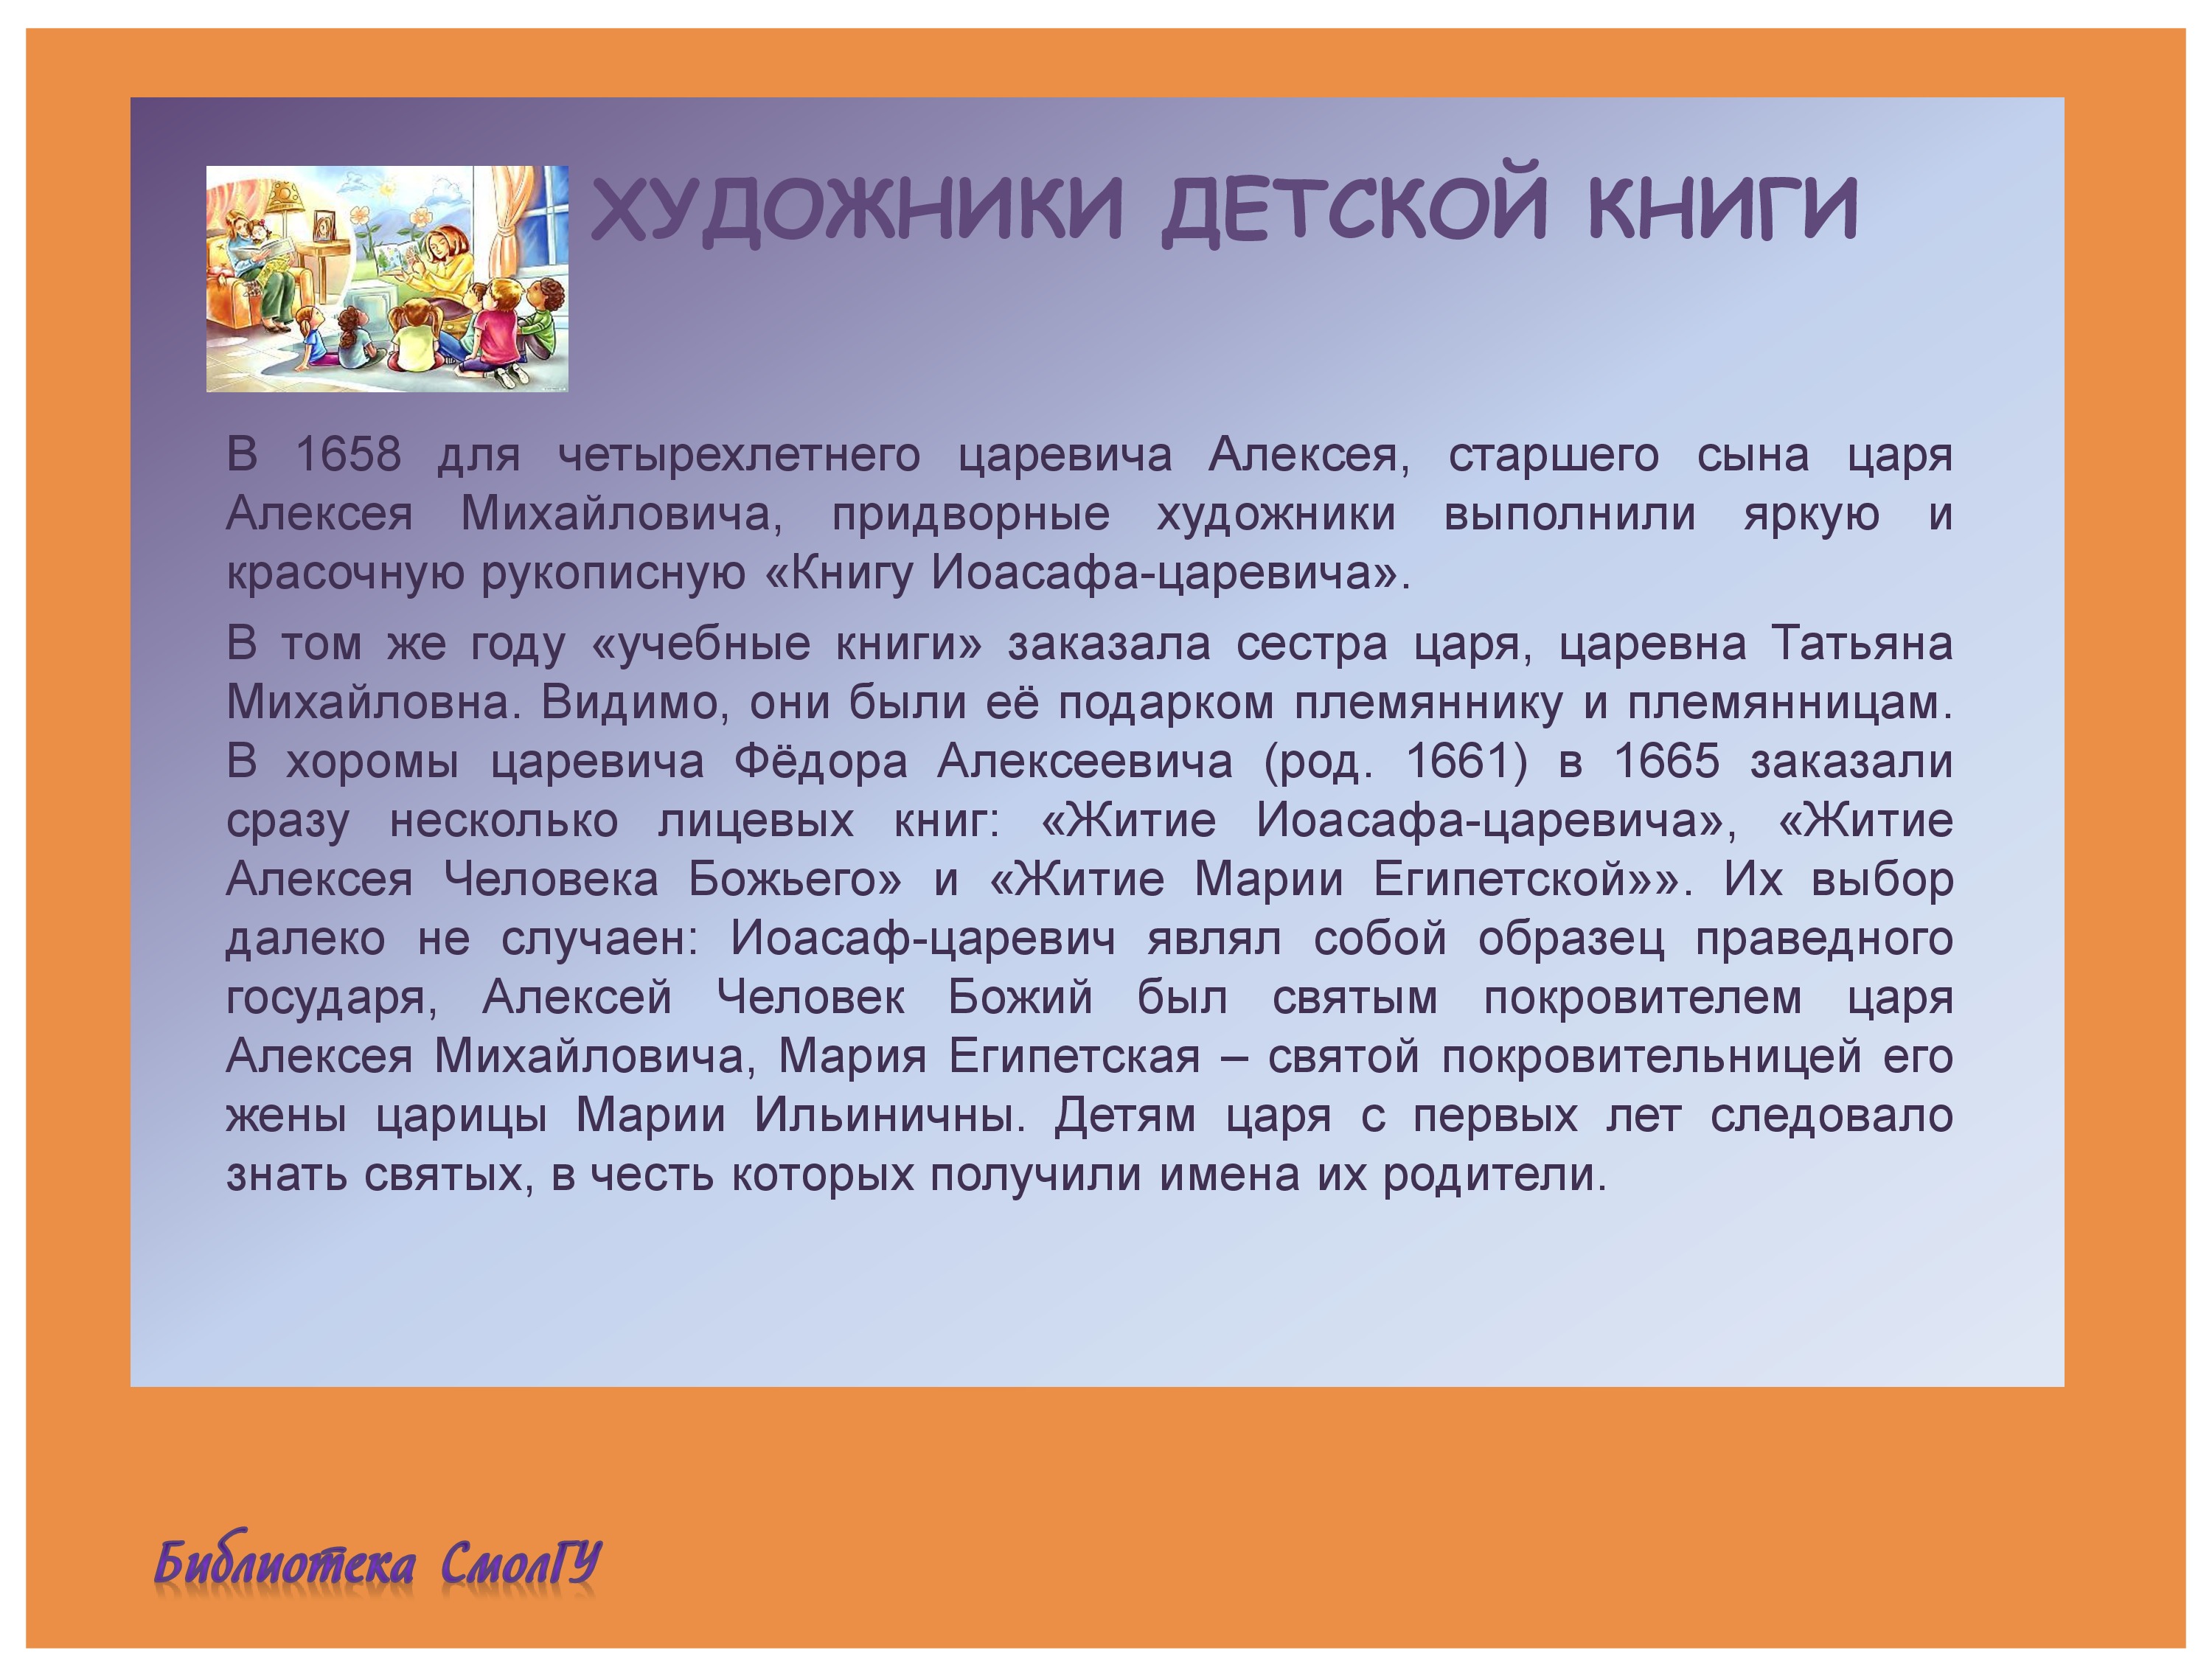 ХУДОЖНИКИ ДЕТСКОЙ КНИГИ
В 1658 для четырехлетнего царевича Алексея, старшего сына царя
Алексея Михайловича, придворные художники выполнили яркую и
красочную рукописную «Книгу Иоасафа-царевича».
В том же году «учебные книги» заказала сестра царя, царевна Татьяна
Михайловна. Видимо, они были её подарком племяннику и племянницам.
В хоромы царевича Фёдора Алексеевича (род. 1661) в 1665 заказали
сразу несколько лицевых книг: «Житие Иоасафа-царевича», «Житие
Алексея Человека Божьего» и «Житие Марии Египетской»». Их выбор
далеко не случаен: Иоасаф-царевич являл собой образец праведного
государя, Алексей Человек Божий был святым покровителем царя
Алексея Михайловича, Мария Египетская – святой покровительницей его
жены царицы Марии Ильиничны. Детям царя с первых лет следовало
знать святых, в честь которых получили имена их родители.
Библиотека СмолГУ